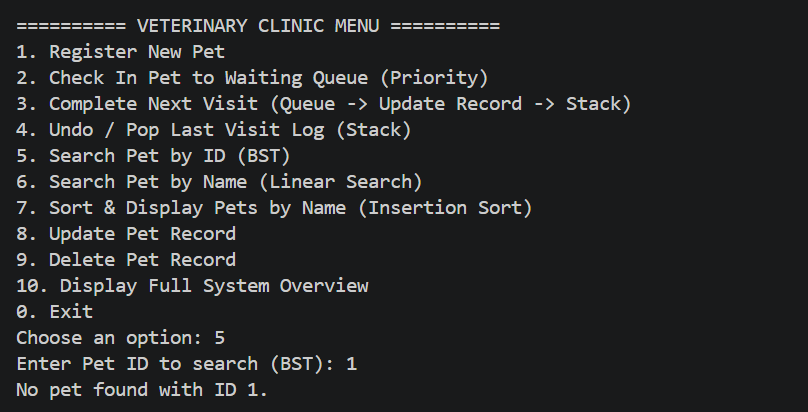 ========== VETERINARY CLINIC MENU ==========
1. Register New Pet
2. Check In Pet to Waiting Queue (Priority)
3. Complete Next Visit (Queue -> Update Record -> Stack)
4. Undo / Pop Last Visit Log (Stack)
5. Search Pet by ID (BST)
6. Search Pet by Name (Linear Search)
7. Sort & Display Pets by Name (Insertion Sort)
8. Update Pet Record
9. Delete Pet Record
10. Display Full System Overview
0. Exit
Choose an option: 5
Enter Pet ID to search (BST): 1
No pet found with ID 1.